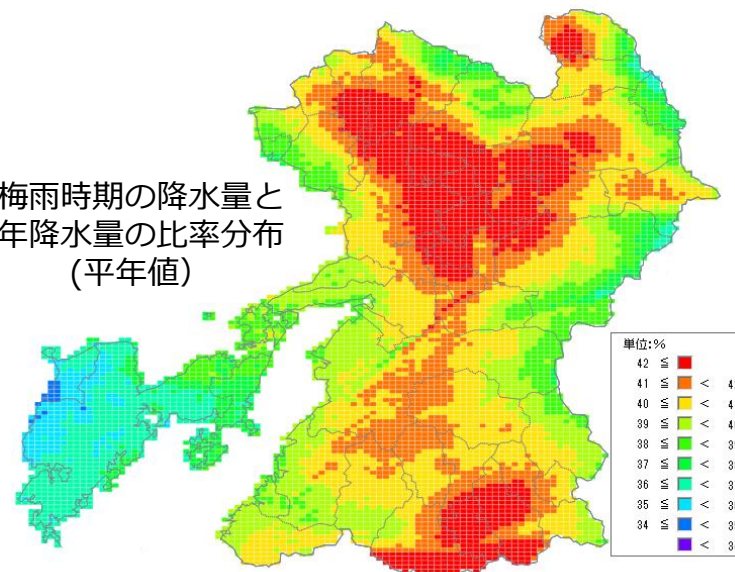 梅雨時期の降水量と
年降水量の比率分布
(平年値）
単位:%
42 ≦
41 ≦ <
40 ≦ <
39 ≦ <
38 ≦ <
37 ≦ <
36 ≦ <
35 ≦ <
34 ≦ <
<